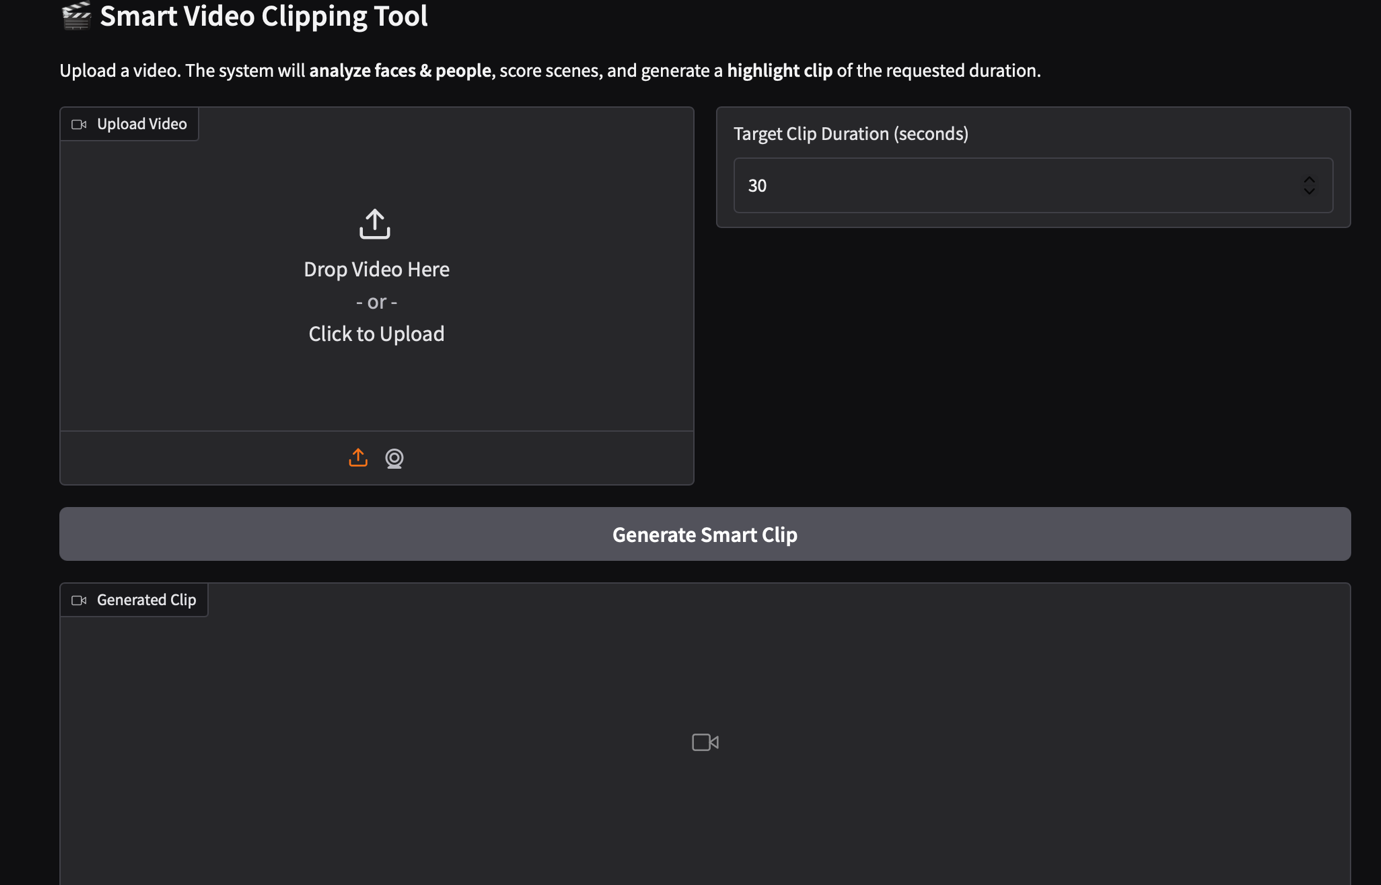 Smart Video Clipping Tool
Upload a video. The system will analyze faces & people, score scenes, and generate a highlight clip of the requested duration.
Upload Video
Drop Video Here
- or -
Click to Upload
Target Clip Duration (seconds)
30
Generate Smart Clip
Generated Clip